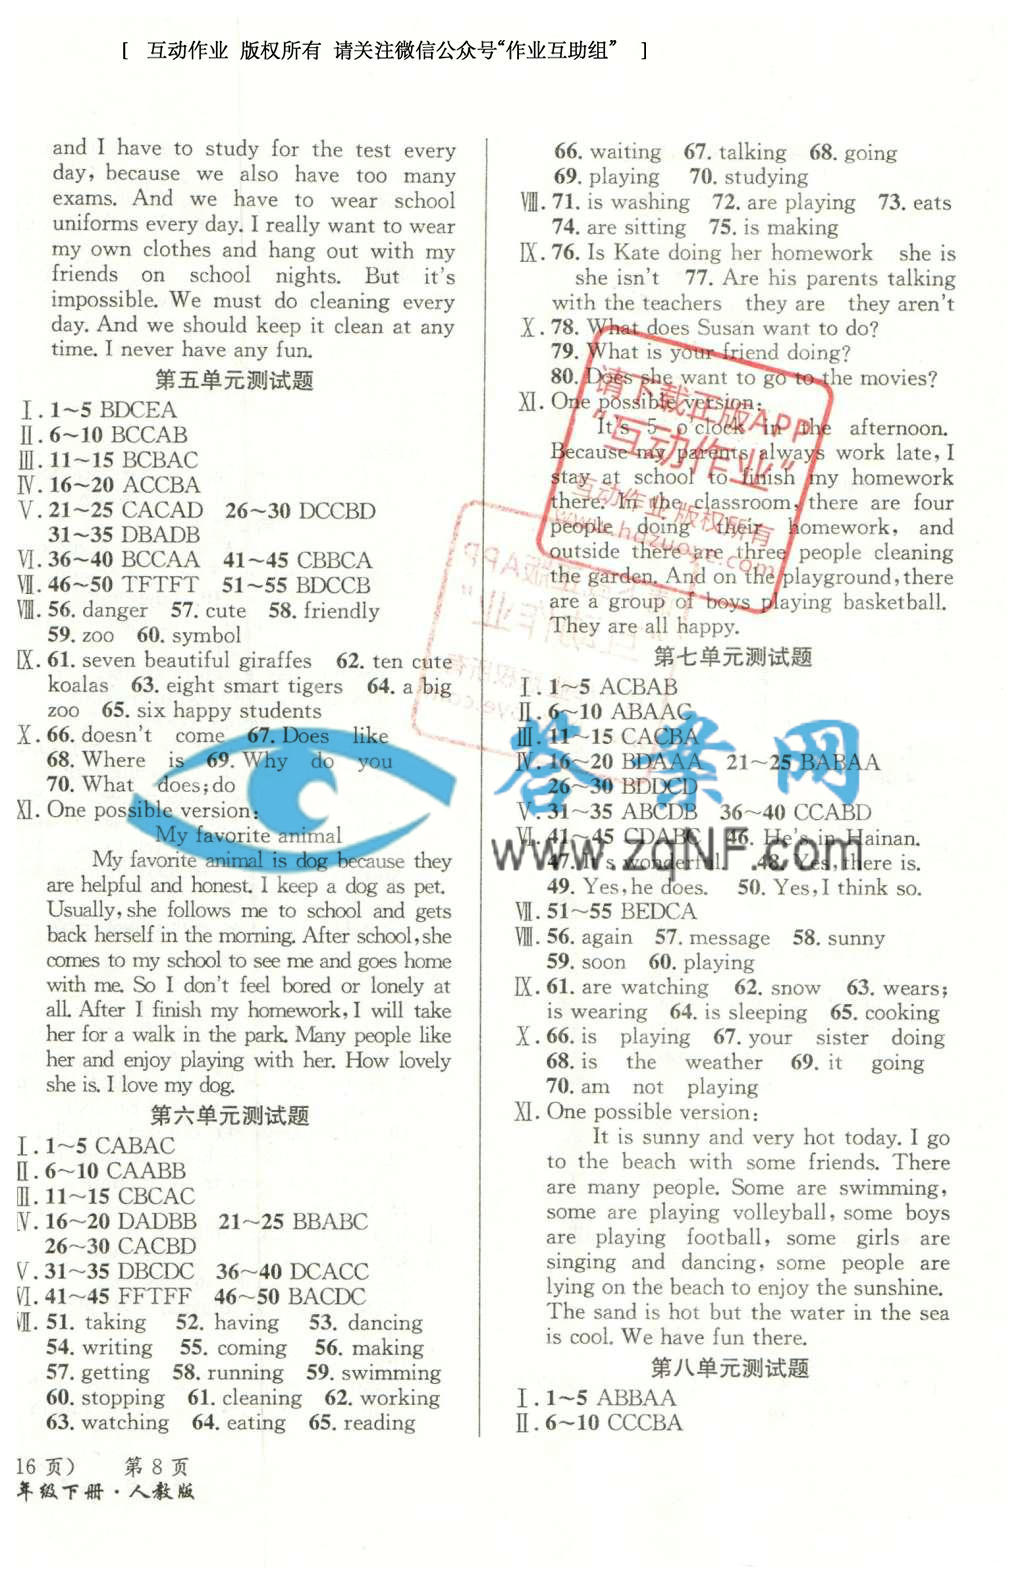 [ 互动作业 版权所有 请关注微信公众号“作业互助组” ]
and I have to study for the test every
day, because we also have too many
exams. And we have to wear school
uniforms every day. I really want to wear
my own clothes and hang out with my
friends on school nights. But it's
impossible. We must do cleaning every
day. And we should keep it clean at any
time. I never have any fun.
第五单元测试题
Ⅰ. 1~5 BDCEA
Ⅱ. 6~10 BCCAB
Ⅲ. 11~15 BCBAC
Ⅳ. 16~20 ACCBA
Ⅴ. 21~25 CACAD 26~30 DCCBD
31~35 DBADB
Ⅵ. 36~40 BCCAA 41~45 CBBCA
Ⅶ. 46~50 TFTFT 51~55 BDCCB
Ⅷ. 56. danger 57. cute 58. friendly
59. zoo 60. symbol
Ⅸ. 61. seven beautiful giraffes 62. ten cute
koalas 63. eight smart tigers 64. a big
zoo 65. six happy students
Ⅹ. 66. doesn't come 67. Does like
68. Where is 69. Why do you
70. What does; do
Ⅺ. One possible version:
My favorite animal
My favorite animal is dog because they
are helpful and honest. I keep a dog as pet.
Usually, she follows me to school and gets
back herself in the morning. After school, she
comes to my school to see me and goes home
with me. So I don't feel bored or lonely at
all. After I finish my homework, I will take
her for a walk in the park. Many people like
her and enjoy playing with her. How lovely
she is. I love my dog.
第六单元测试题
Ⅰ. 1~5 CABAC
Ⅱ. 6~10 CAABB
Ⅲ. 11~15 CBCAC
Ⅳ. 16~20 DADBB 21~25 BBABC
26~30 CACBD
Ⅴ. 31~35 DBCDC 36~40 DCACC
Ⅵ. 41~45 FFTFF 46~50 BACDC
Ⅶ. 51. taking 52. having 53. dancing
54. writing 55. coming 56. making
57. getting 58. running 59. swimming
60. stopping 61. cleaning 62. working
63. watching 64. eating 65. reading
16 页) 第 8 页
年级下册·人教版
66. waiting 67. talking 68. going
69. playing 70. studying
Ⅷ. 71. is washing 72. are playing 73. eats
74. are sitting 75. is making
Ⅸ. 76. Is Kate doing her homework she is
she isn't 77. Are his parents talking
with the teachers they are they aren't
Ⅹ. 78. What does Susan want to do?
79. What is your friend doing?
80. Does she want to go to the movies?
Ⅺ. One possible version:
It's 5 o'clock in the afternoon.
Because my parents always work late, I
stay at school to finish my homework
there. In the classroom, there are four
people doing their homework, and
outside there are three people cleaning
the garden. And on the playground, there
are a group of boys playing basketball.
They are all happy.
第七单元测试题
Ⅰ. 1~5 ACBAB
Ⅱ. 6~10 ABAAC
Ⅲ. 11~15 CACBA
Ⅳ. 16~20 BDAAA 21~25 BABAA
26~30 BDDCD
Ⅴ. 31~35 ABCDB 36~40 CCABD
Ⅵ. 41~45 CDABC 46. He's in Hainan.
47. It's wonderful. 48. Yes, there is.
49. Yes, he does. 50. Yes, I think so.
Ⅶ. 51~55 BEDCA
Ⅷ. 56. again 57. message 58. sunny
59. soon 60. playing
Ⅸ. 61. are watching 62. snow 63. wears;
is wearing 64. is sleeping 65. cooking
Ⅹ. 66. is playing 67. your sister doing
68. is the weather 69. it going
70. am not playing
Ⅺ. One possible version:
It is sunny and very hot today. I go
to the beach with some friends. There
are many people. Some are swimming,
some are playing volleyball, some boys
are playing football, some girls are
singing and dancing, some people are
lying on the beach to enjoy the sunshine.
The sand is hot but the water in the sea
is cool. We have fun there.
第八单元测试题
Ⅰ. 1~5 ABBAA
Ⅱ. 6~10 CCCBA
请下载正版APP
“互动作业”
互动作业 版权所有
www.hdzuoye.com
答案网
www.zqnf.com